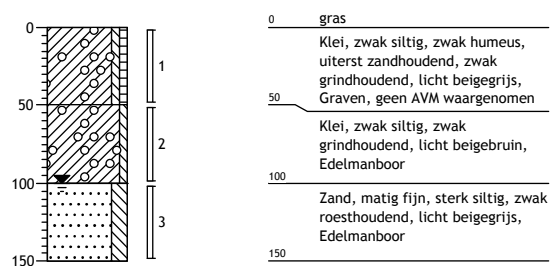 0
50
100
150
1
2
3
0 gras
Klei, zwak siltig, zwak humeus,
uiterst zandhoudend, zwak
grindhoudend, licht beigegrijs,
Graven, geen AVM waargenomen
50
Klei, zwak siltig, zwak
grindhoudend, licht beigebruin,
Edelmanboor
100
Zand, matig fijn, sterk siltig, zwak
roesthoudend, licht beigegrijs,
Edelmanboor
150